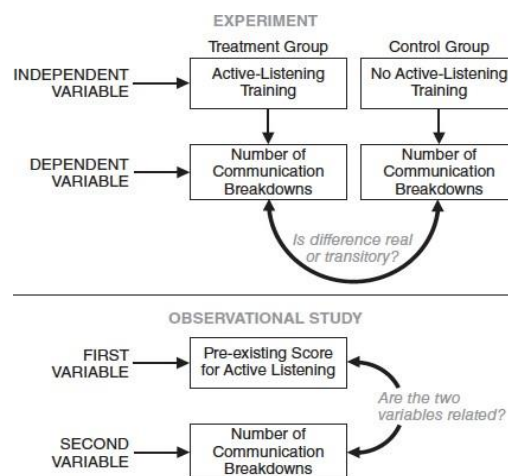 EXPERIMENT
Treatment Group
Control Group
INDEPENDENT
VARIABLE
Active-Listening
Training
No Active-Listening
Training
DEPENDENT
VARIABLE
Number of
Communication
Breakdowns
Number of
Communication
Breakdowns
Is difference real
or transitory?
OBSERVATIONAL STUDY
FIRST
VARIABLE
Pre-existing Score
for Active Listening
Are the two
variables related?
SECOND
VARIABLE
Number of
Communication
Breakdowns